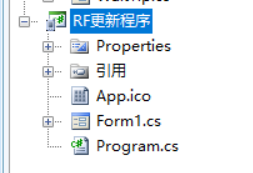 RF更新程序
Properties
引用
App.ico
Form1.cs
Program.cs